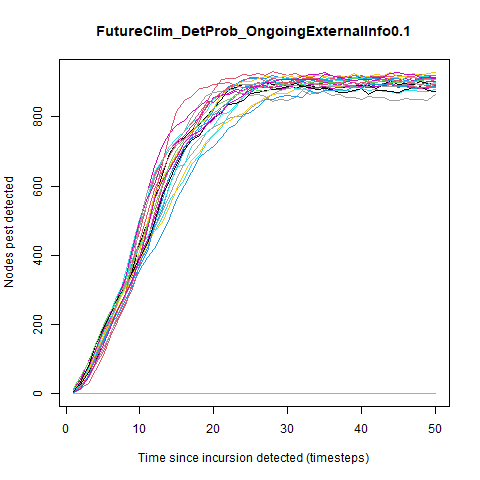 FutureClim_DetProb_OngoingExternalInfo0.1
Nodes pest detected
800
600
400
200
0
0 10 20 30 40 50
Time since incursion detected (timesteps)